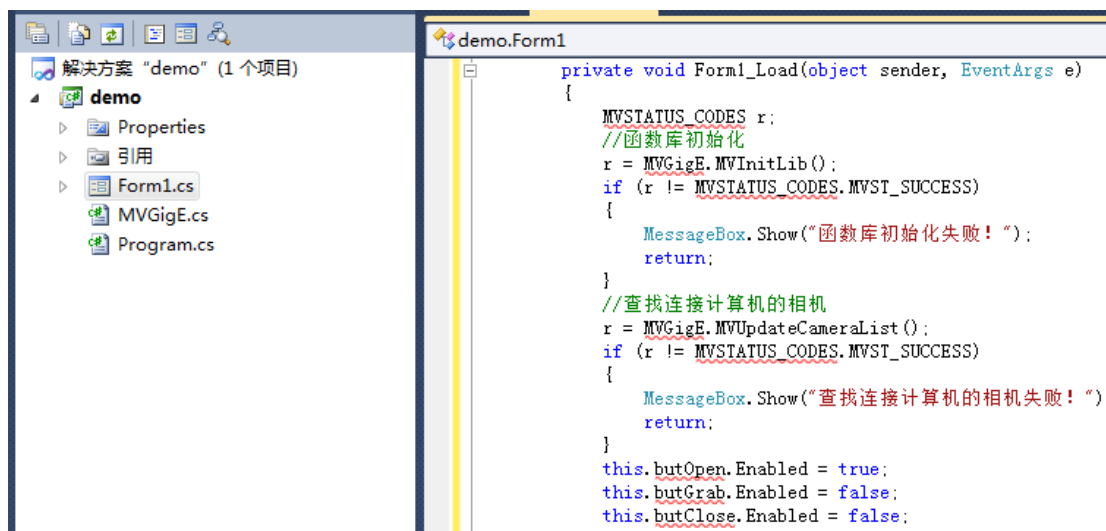 解决方案 “demo” (1 个项目)
demo
Properties
引用
Form1.cs
MVGigE.cs
Program.cs
demo.Form1
private void Form1_Load(object sender, EventArgs e)
{
MVSTATUS_CODES r;
//函数库初始化
r = MVGigE.MVInitLib();
if (r != MVSTATUS_CODES.MVST_SUCCESS)
{
MessageBox.Show("函数库初始化失败！");
return;
}
//查找连接计算机的相机
r = MVGigE.MVUpdateCameraList();
if (r != MVSTATUS_CODES.MVST_SUCCESS)
{
MessageBox.Show("查找连接计算机的相机失败！")
return;
}
this.butOpen.Enabled = true;
this.butGrab.Enabled = false;
this.butClose.Enabled = false;